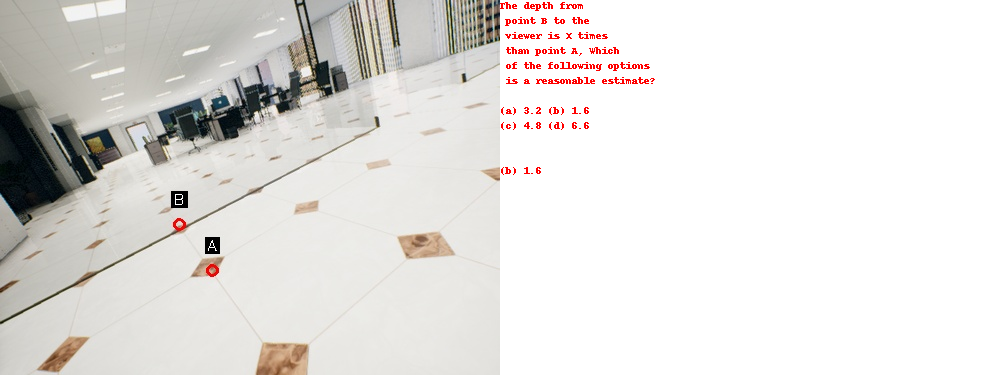 B
A
The depth from
point B to the
viewer is X times
than point A, Which
of the following options
is a reasonable estimate?
(a) 3.2 (b) 1.6
(c) 4.8 (d) 6.6
(b) 1.6